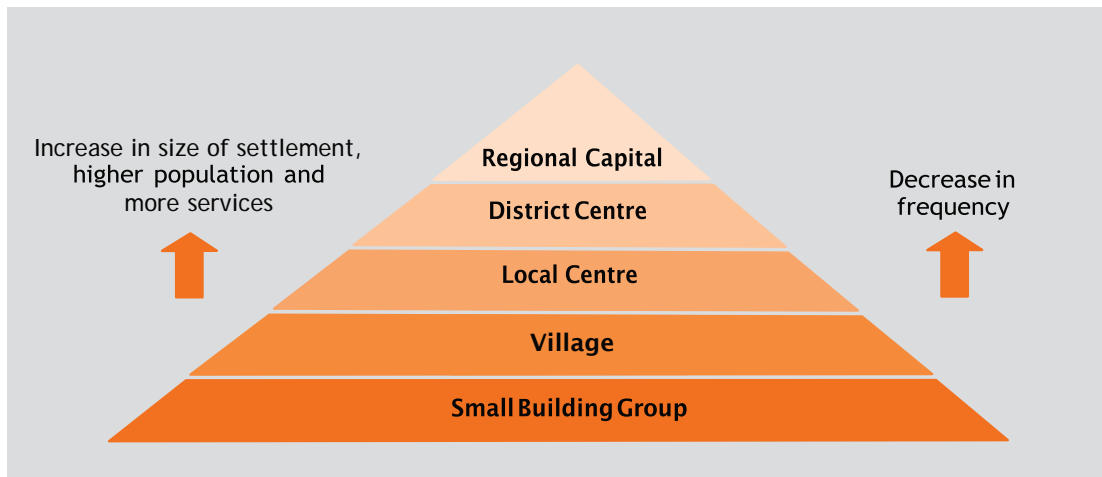 Increase in size of settlement,
higher population and
more services
Regional Capital
District Centre
Local Centre
Village
Small Building Group
Decrease in
frequency